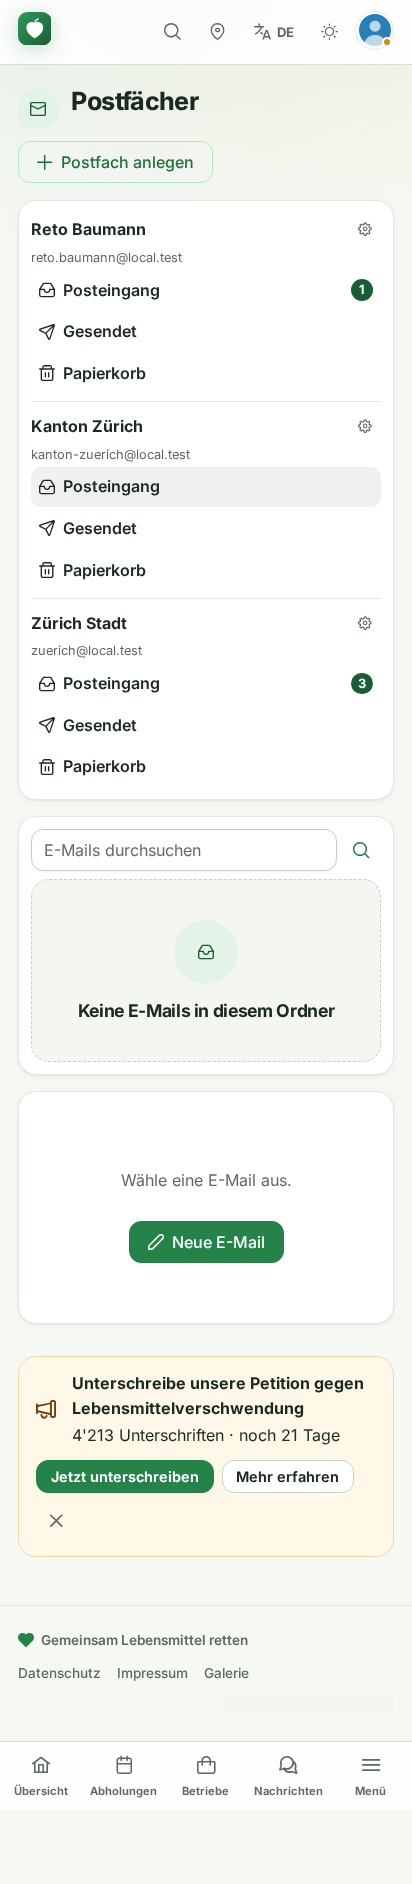 DE
Postfächer
Postfach anlegen
Reto Baumann
reto.baumann@local.test
Posteingang 1
Gesendet
Papierkorb
Kanton Zürich
kanton-zuerich@local.test
Posteingang
Gesendet
Papierkorb
Zürich Stadt
zuerich@local.test
Posteingang 3
Gesendet
Papierkorb
E-Mails durchsuchen
Keine E-Mails in diesem Ordner
Wähle eine E-Mail aus.
Neue E-Mail
Unterschreibe unsere Petition gegen
Lebensmittelverschwendung
4'213 Unterschriften · noch 21 Tage
Jetzt unterschreiben Mehr erfahren
Gemeinsam Lebensmittel retten
Datenschutz Impressum Galerie
Übersicht Abholungen Betriebe Nachrichten Menü